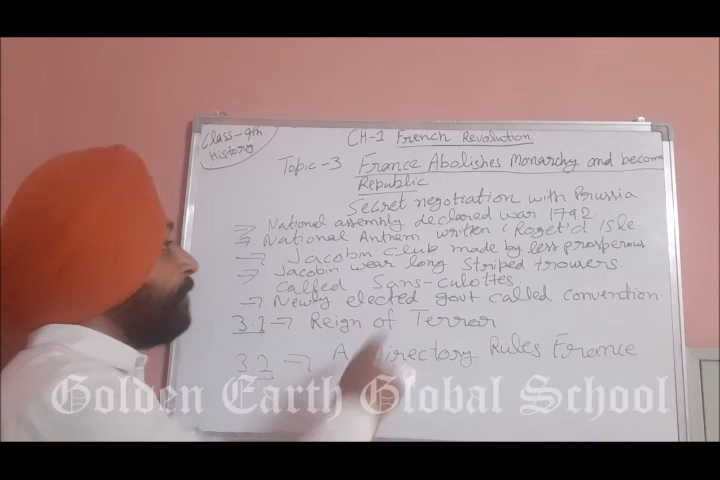 Class-9th
History
CH-1 French Revolution
Topic-3 France Abolishes Monarchy and become
Republic
Secret negotiation with Prussia
→ National assembly declared war 1792.
→ National Anthem written 'Roget'd Isle
→ Jacobin Club made by less prosperous
→ Jacobin wear long Striped trousers.
called Sans-culottes.
→ Newly elected govt called convention.
3.1 → Reign of Terror
3.2 → A Directory Rules France
Golden Earth Global School